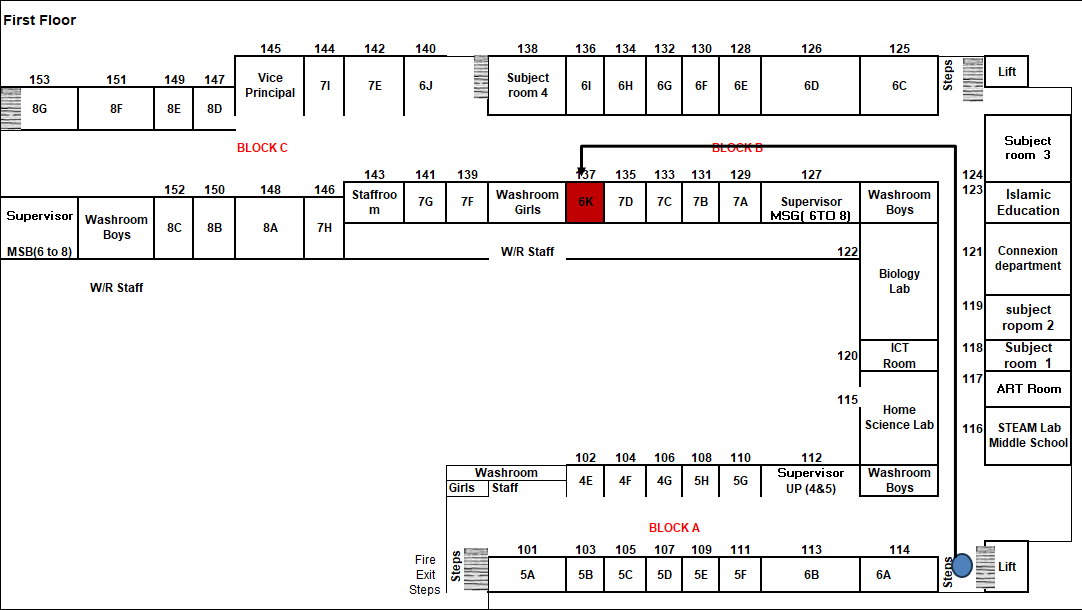 First Floor
145 144 142 140 138 136 134 132 130 128 126 125
Vice
Principal
7I 7E 6J
Subject
room 4
6I 6H 6G 6F 6E 6D 6C
Steps
Lift
153 151 149 147
8G 8F 8E 8D
BLOCK C
BLOCK B
Subject
room 3
124
143 141 139 137 135 133 131 129 127
Staffroo
m
7G 7F
Washroom
Girls
6K 7D 7C 7B 7A
Supervisor
MSG( 6TO 8)
Washroom
Boys
123
Islamic
Education
152 150 148 146
Supervisor
MSB(6 to 8)
Washroom
Boys
8C 8B 8A 7H
W/R Staff
122
Biology
Lab
121
Connexion
department
W/R Staff
119
subject
ropom 2
120
ICT
Room
118
Subject
room 1
117
ART Room
115
Home
Science Lab
116
STEAM Lab
Middle School
102 104 106 108 110 112
Washroom
Girls Staff
4E 4F 4G 5H 5G
Supervisor
UP (4&5)
Washroom
Boys
BLOCK A
101 103 105 107 109 111 113 114
Fire
Exit
Steps
Steps
5A 5B 5C 5D 5E 5F 6B 6A
Steps
Lift